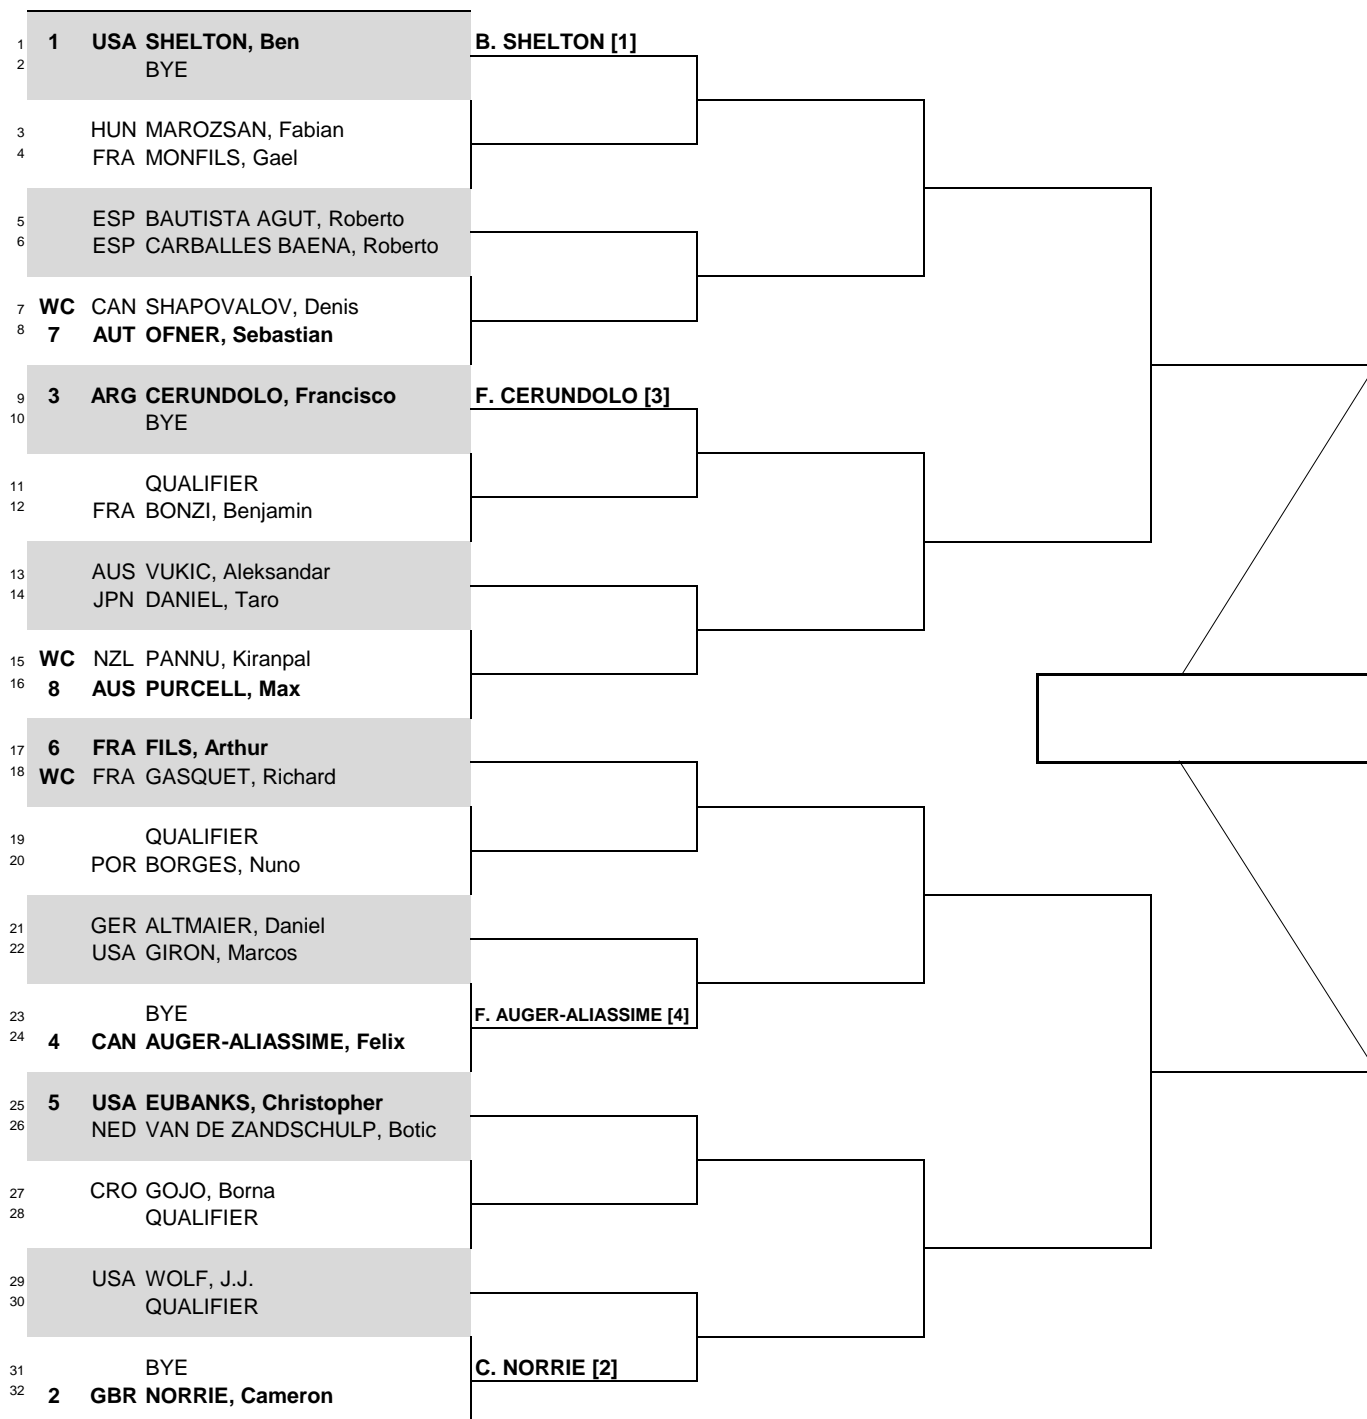 1 1 USA SHELTON, Ben B. SHELTON [1]
2 BYE
3 HUN MAROZSAN, Fabian
4 FRA MONFILS, Gael
5 ESP BAUTISTA AGUT, Roberto
6 ESP CARBALLES BAENA, Roberto
7 WC CAN SHAPOVALOV, Denis
8 7 AUT OFNER, Sebastian
9 3 ARG CERUNDOLO, Francisco F. CERUNDOLO [3]
10 BYE
11 QUALIFIER
12 FRA BONZI, Benjamin
13 AUS VUKIC, Aleksandar
14 JPN DANIEL, Taro
15 WC NZL PANNU, Kiranpal
16 8 AUS PURCELL, Max
17 6 FRA FILS, Arthur
18 WC FRA GASQUET, Richard
19 QUALIFIER
20 POR BORGES, Nuno
21 GER ALTMAIER, Daniel
22 USA GIRON, Marcos
23 BYE F. AUGER-ALIASSIME [4]
24 4 CAN AUGER-ALIASSIME, Felix
25 5 USA EUBANKS, Christopher
26 NED VAN DE ZANDSCHULP, Botic
27 CRO GOJO, Borna
28 QUALIFIER
29 USA WOLF, J.J.
30 QUALIFIER
31 BYE C. NORRIE [2]
32 2 GBR NORRIE, Cameron